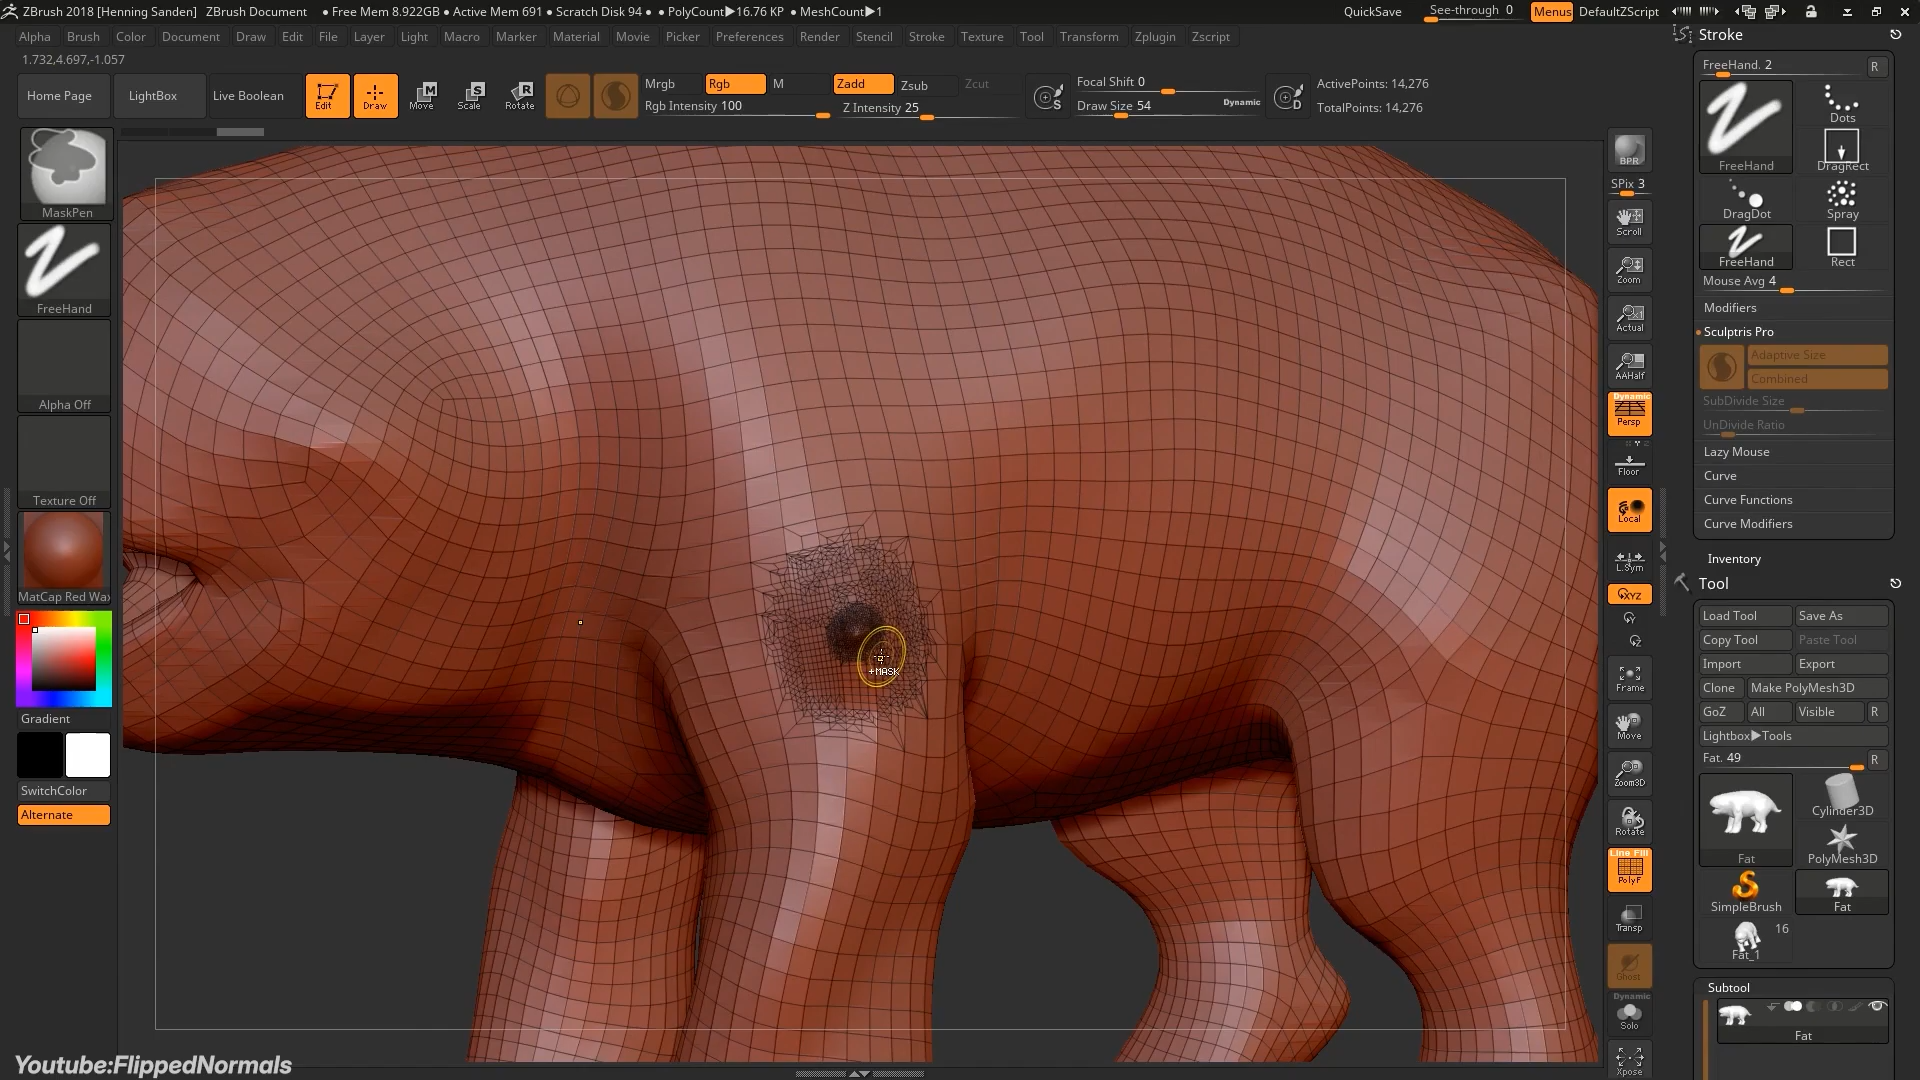 ZBrush 2018 [Henning Sanden] ZBrush Document • Free Mem 8.922GB • Active Mem 691 • Scratch Disk 94 • • PolyCount▶16.76 KP • MeshCount▶1 QuickSave See-through 0 Menus DefaultZScript
Alpha Brush Color Document Draw Edit File Layer Light Macro Marker Material Movie Picker Preferences Render Stencil Stroke Texture Tool Transform Zplugin Zscript
1.732,4.697,-1.057
Home Page LightBox Live Boolean Edit Draw Move Scale Rotate
Mrgb Rgb M Zadd Zsub Zcut
Rgb Intensity 100 Z Intensity 25
Focal Shift 0
Draw Size 54 Dynamic
S
D
ActivePoints: 14,276
TotalPoints: 14,276
MaskPen
FreeHand
Alpha Off
Texture Off
MatCap Red Wax
Gradient
SwitchColor
Alternate
+MASK
BPR
SPix 3
Scroll
Zoom
Actual
AAHalf
Dynamic
Persp
Floor
Local
L.Sym
XYZ
Frame
Move
Zoom3D
Rotate
Line Fill
PolyF
Transp
Ghost
Dynamic
Solo
Xpose
Stroke
FreeHand. 2 R
FreeHand Dots
DragRect
DragDot Spray
FreeHand Rect
Mouse Avg 4
Modifiers
Sculptris Pro
Adaptive Size
Combined
SubDivide Size
UnDivide Ratio
Lazy Mouse
Curve
Curve Functions
Curve Modifiers
Inventory
Tool
Load Tool Save As
Copy Tool Paste Tool
Import Export
Clone Make PolyMesh3D
GoZ All Visible R
Lightbox▶Tools
Fat. 49 R
Fat Cylinder3D
PolyMesh3D
SimpleBrush Fat
16
Fat_1
Subtool
Fat
Youtube:FlippedNormals